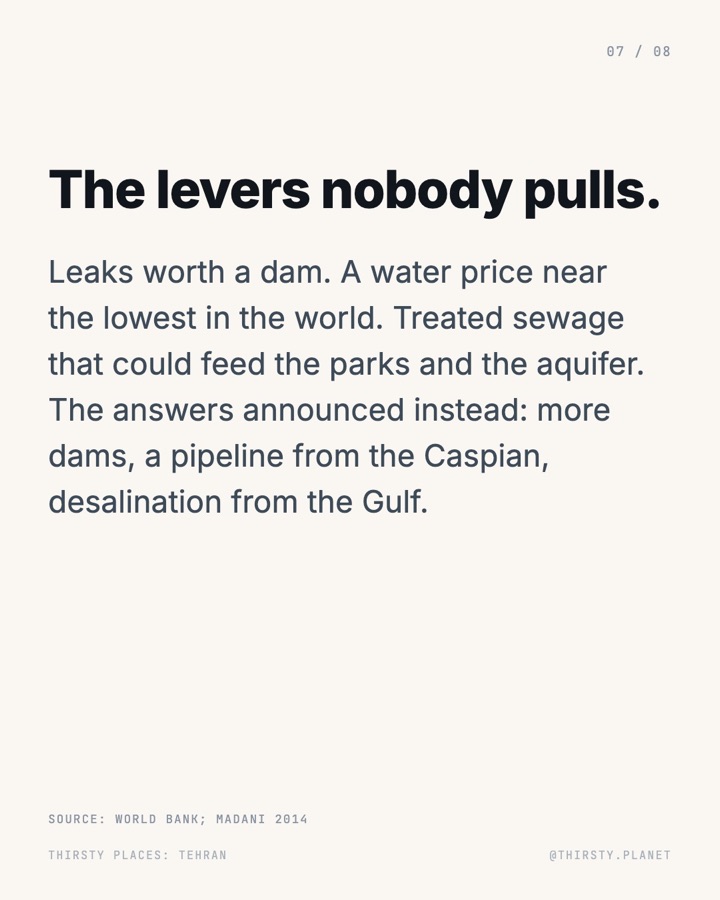 07 / 08
The levers nobody pulls.
Leaks worth a dam. A water price near
the lowest in the world. Treated sewage
that could feed the parks and the aquifer.
The answers announced instead: more
dams, a pipeline from the Caspian,
desalination from the Gulf.
SOURCE: WORLD BANK; MADANI 2014
THIRSTY PLACES: TEHRAN
@THIRSTY.PLANET